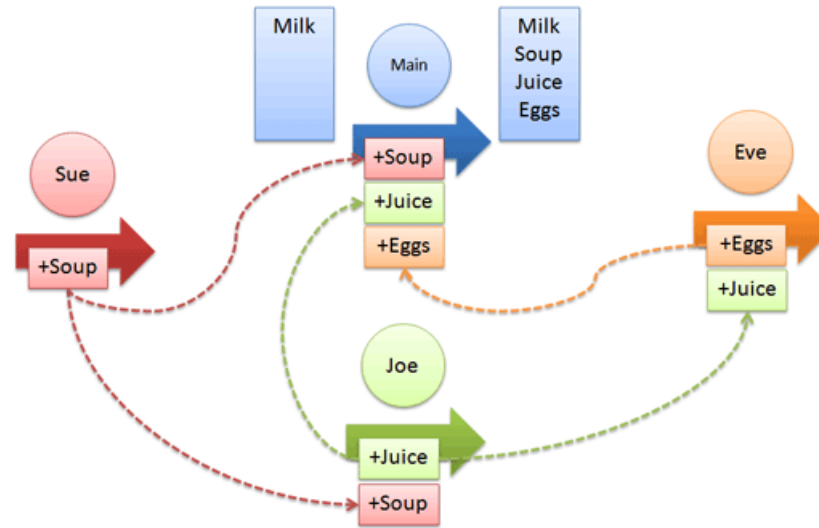 Milk
Main
Milk
Soup
Juice
Eggs
+Soup
+Juice
+Eggs
Sue
+Soup
Eve
+Eggs
+Juice
Joe
+Juice
+Soup